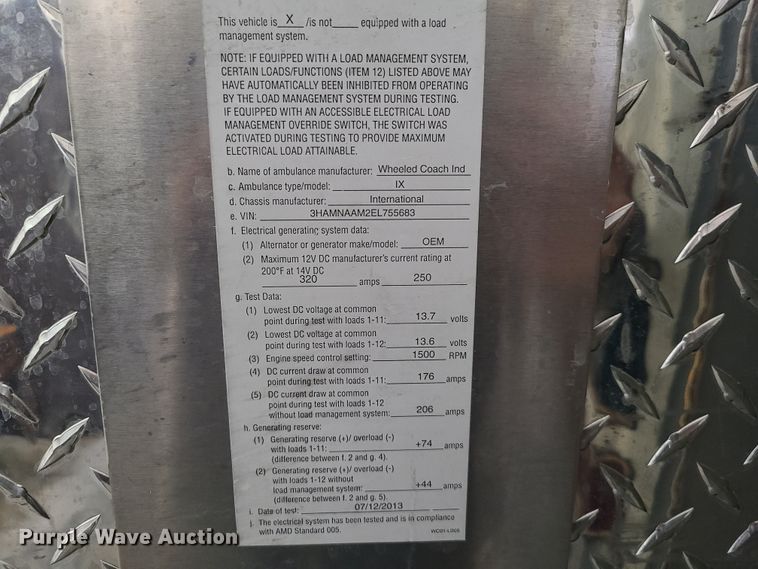 This vehicle is X /is not equipped with a load
management system.
NOTE: IF EQUIPPED WITH A LOAD MANAGEMENT SYSTEM,
CERTAIN LOADS/FUNCTIONS (ITEM 12) LISTED ABOVE MAY
HAVE AUTOMATICALLY BEEN INHIBITED FROM OPERATING
BY THE LOAD MANAGEMENT SYSTEM DURING TESTING.
IF EQUIPPED WITH AN ACCESSIBLE ELECTRICAL LOAD
MANAGEMENT OVERRIDE SWITCH, THE SWITCH WAS
ACTIVATED DURING TESTING TO PROVIDE MAXIMUM
ELECTRICAL LOAD ATTAINABLE.
b. Name of ambulance manufacturer: Wheeled Coach Ind
c. Ambulance type/model: IX
d. Chassis manufacturer: International
e. VIN: 3HAMNAAM2EL755683
f. Electrical generating system data:
(1) Alternator or generator make/model: OEM
(2) Maximum 12V DC manufacturer's current rating at
200°F at 14V DC
320 amps 250
g. Test Data:
(1) Lowest DC voltage at common
point during test with loads 1-11: 13.7 volts
(2) Lowest DC voltage at common
point during test with loads 1-12: 13.6 volts
(3) Engine speed control setting: 1500 RPM
(4) DC current draw at common
point during test with loads 1-11: 176 amps
(5) DC current draw at common
point during test with loads 1-12
without load management system: 206 amps
h. Generating reserve:
(1) Generating reserve (+)/ overload (-)
with loads 1-11: +74 amps
(difference between f. 2 and g. 4).
(2) Generating reserve (+)/ overload (-)
with loads 1-12 without
load management system: +44 amps
(difference between f. 2 and g. 5).
i. Date of test: 07/12/2013
j. The electrical system has been tested and is in compliance
with AMD Standard 005.
Purple Wave Auction